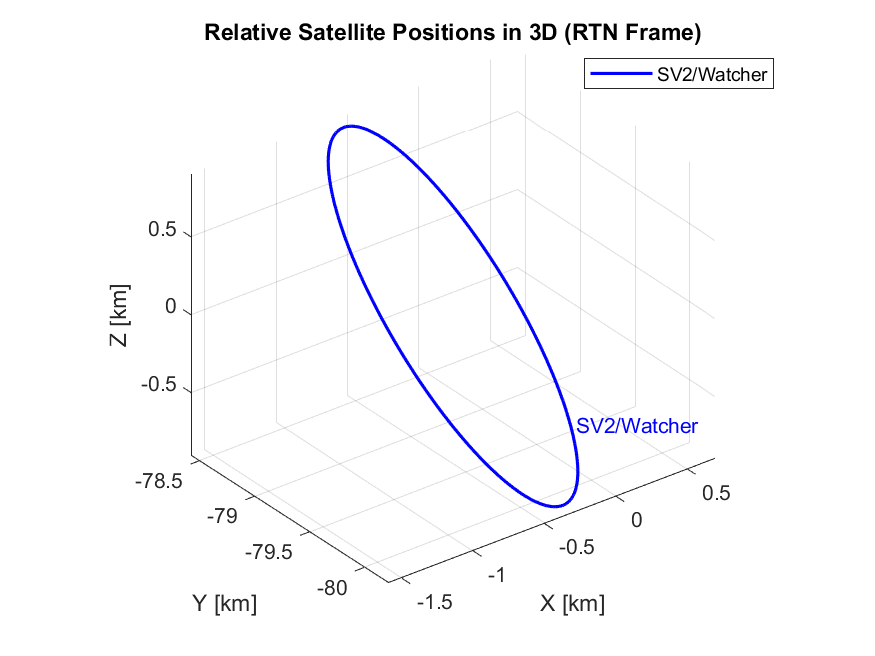 Relative Satellite Positions in 3D (RTN Frame)
SV2/Watcher
0.5
0
-0.5
Z [km]
SV2/Watcher
-78.5
-79
-79.5
-80
Y [km]
0.5
0
-0.5
-1
-1.5
X [km]